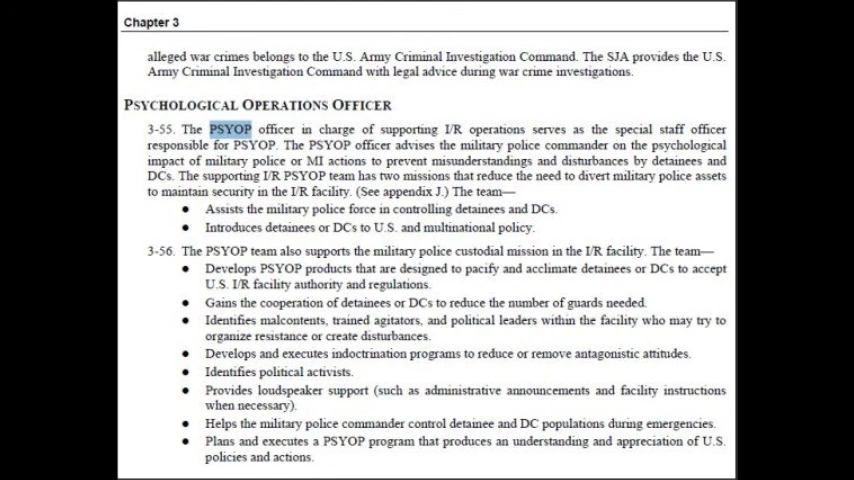 Chapter 3
alleged war crimes belongs to the U.S. Army Criminal Investigation Command. The SJA provides the U.S.
Army Criminal Investigation Command with legal advice during war crime investigations.
PSYCHOLOGICAL OPERATIONS OFFICER
3-55. The PSYOP officer in charge of supporting I/R operations serves as the special staff officer
responsible for PSYOP. The PSYOP officer advises the military police commander on the psychological
impact of military police or MI actions to prevent misunderstandings and disturbances by detainees and
DCs. The supporting I/R PSYOP team has two missions that reduce the need to divert military police assets
to maintain security in the I/R facility. (See appendix J.) The team—
● Assists the military police force in controlling detainees and DCs.
● Introduces detainees or DCs to U.S. and multinational policy.
3-56. The PSYOP team also supports the military police custodial mission in the I/R facility. The team—
● Develops PSYOP products that are designed to pacify and acclimate detainees or DCs to accept
U.S. I/R facility authority and regulations.
● Gains the cooperation of detainees or DCs to reduce the number of guards needed.
● Identifies malcontents, trained agitators, and political leaders within the facility who may try to
organize resistance or create disturbances.
● Develops and executes indoctrination programs to reduce or remove antagonistic attitudes.
● Identifies political activists.
● Provides loudspeaker support (such as administrative announcements and facility instructions
when necessary).
● Helps the military police commander control detainee and DC populations during emergencies.
● Plans and executes a PSYOP program that produces an understanding and appreciation of U.S.
policies and actions.